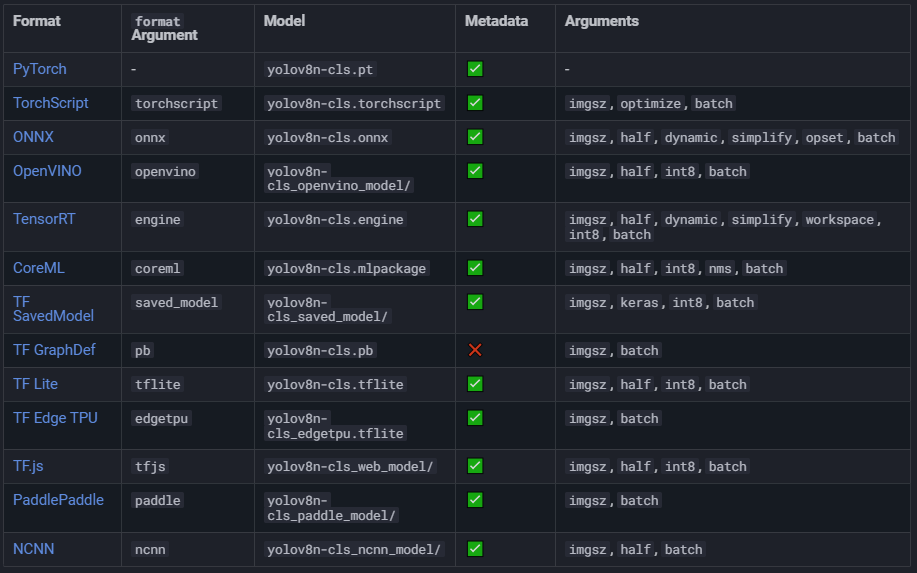 Format format Argument Model Metadata Arguments
PyTorch - yolov8n-cls.pt ✅ -
TorchScript torchscript yolov8n-cls.torchscript ✅ imgsz, optimize, batch
ONNX onnx yolov8n-cls.onnx ✅ imgsz, half, dynamic, simplify, opset, batch
OpenVINO openvino yolov8n-
cls_openvino_model/ ✅ imgsz, half, int8, batch
TensorRT engine yolov8n-cls.engine ✅ imgsz, half, dynamic, simplify, workspace,
int8, batch
CoreML coreml yolov8n-cls.mlpackage ✅ imgsz, half, int8, nms, batch
TF
SavedModel saved_model yolov8n-
cls_saved_model/ ✅ imgsz, keras, int8, batch
TF GraphDef pb yolov8n-cls.pb ❌ imgsz, batch
TF Lite tflite yolov8n-cls.tflite ✅ imgsz, half, int8, batch
TF Edge TPU edgetpu yolov8n-
cls_edgetpu.tflite ✅ imgsz, batch
TF.js tfjs yolov8n-cls_web_model/ ✅ imgsz, half, int8, batch
PaddlePaddle paddle yolov8n-
cls_paddle_model/ ✅ imgsz, batch
NCNN ncnn yolov8n-cls_ncnn_model/ ✅ imgsz, half, batch